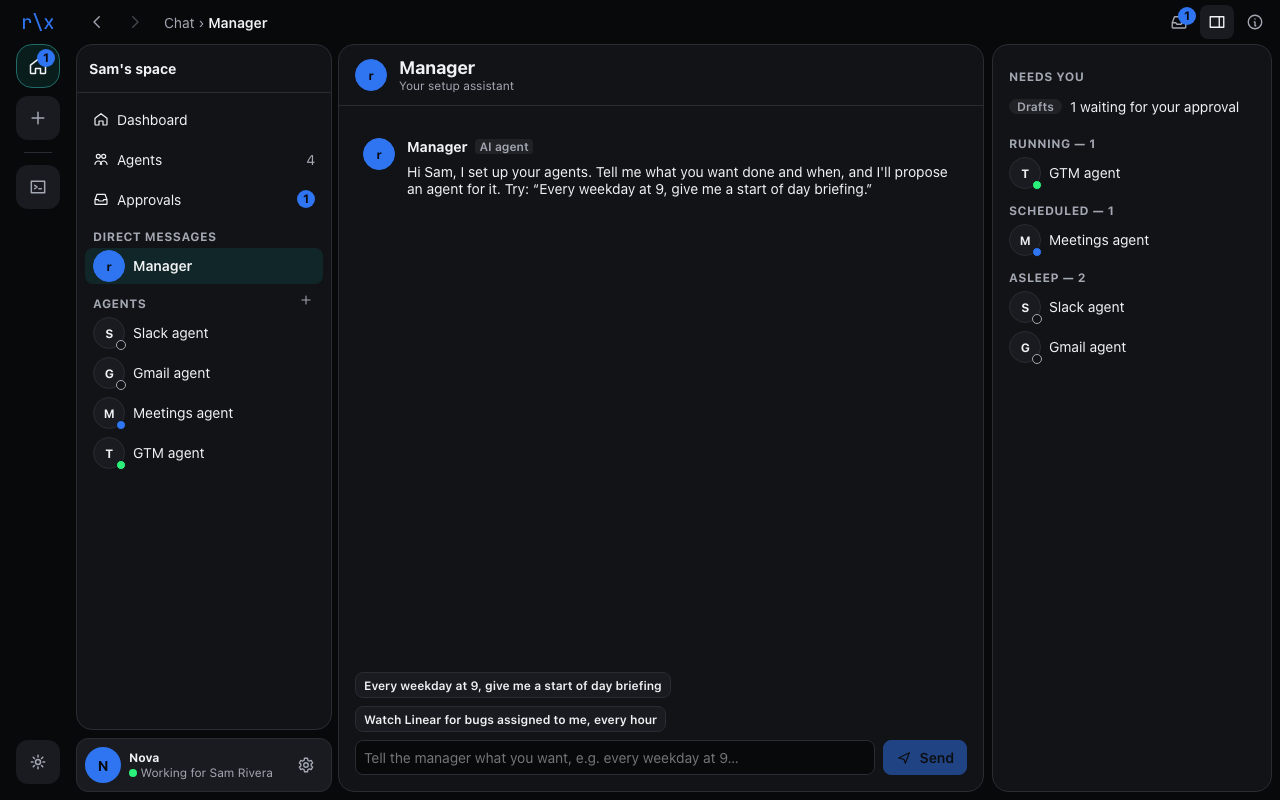 r\x
Chat › Manager
1
1
Sam's space
Dashboard
Agents 4
Approvals 1
DIRECT MESSAGES
r Manager
AGENTS
S Slack agent
G Gmail agent
M Meetings agent
T GTM agent
N
Nova
Working for Sam Rivera
r
Manager
Your setup assistant
r
Manager AI agent
Hi Sam, I set up your agents. Tell me what you want done and when, and I'll propose
an agent for it. Try: “Every weekday at 9, give me a start of day briefing.”
Every weekday at 9, give me a start of day briefing
Watch Linear for bugs assigned to me, every hour
Tell the manager what you want, e.g. every weekday at 9...
Send
NEEDS YOU
Drafts 1 waiting for your approval
RUNNING — 1
T GTM agent
SCHEDULED — 1
M Meetings agent
ASLEEP — 2
S Slack agent
G Gmail agent